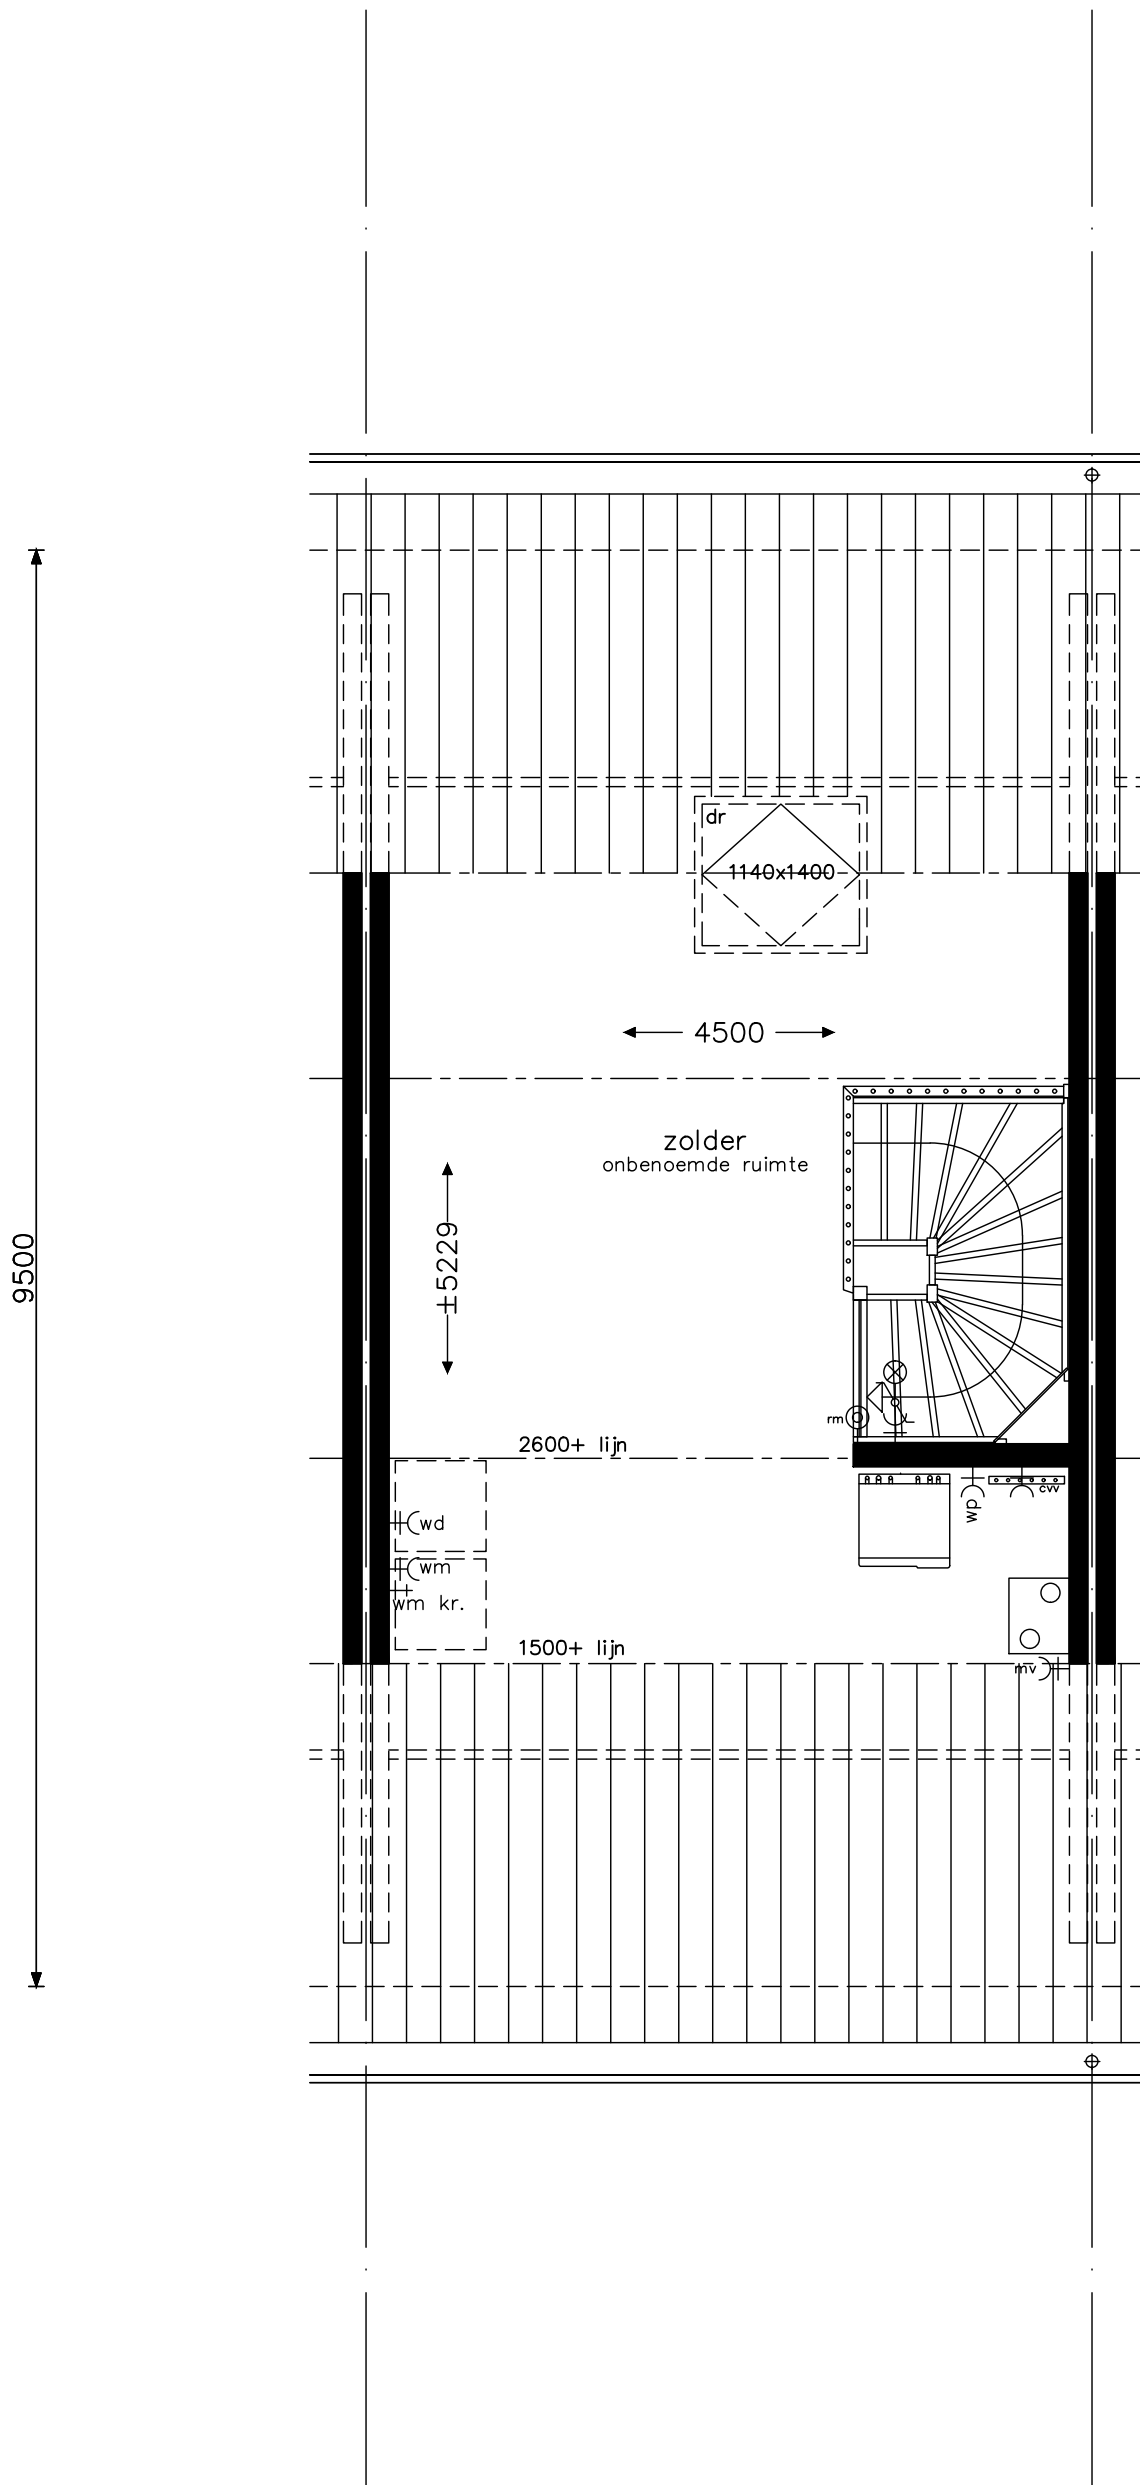 dr
1140x1400
4500
zolder
onbenoemde ruimte
±5229
9500
rm
2600+ lijn
cvv
wp
wd
wm
wm kr.
1500+ lijn
mv